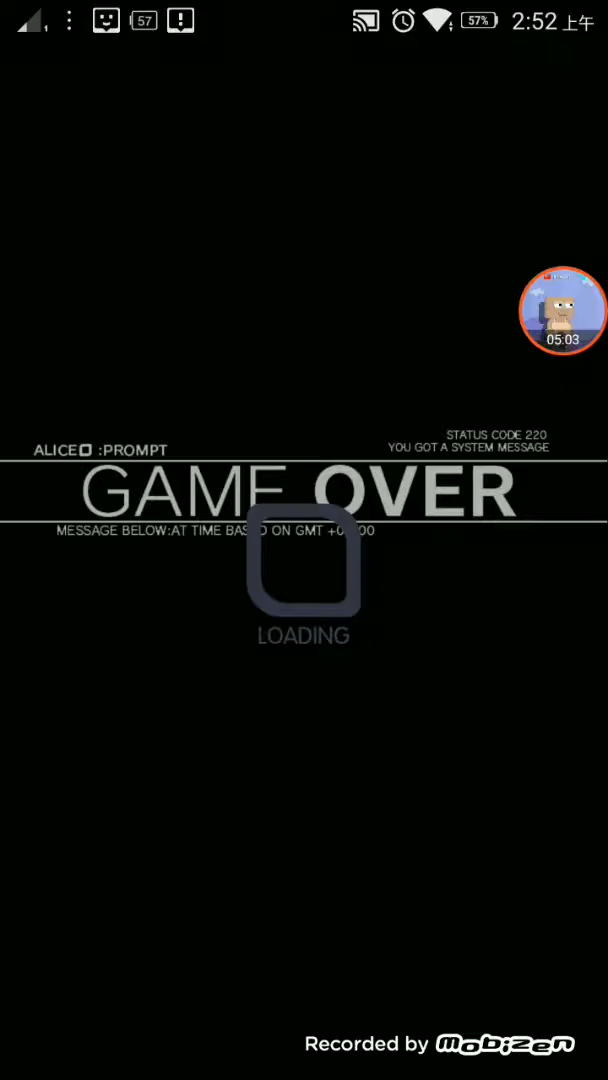 57
57%
2:52 上午
05:03
STATUS CODE 220
ALICE :PROMPT
YOU GOT A SYSTEM MESSAGE
GAME OVER
MESSAGE BELOW:AT TIME BASED ON GMT
LOADING
Recorded by Mobizen